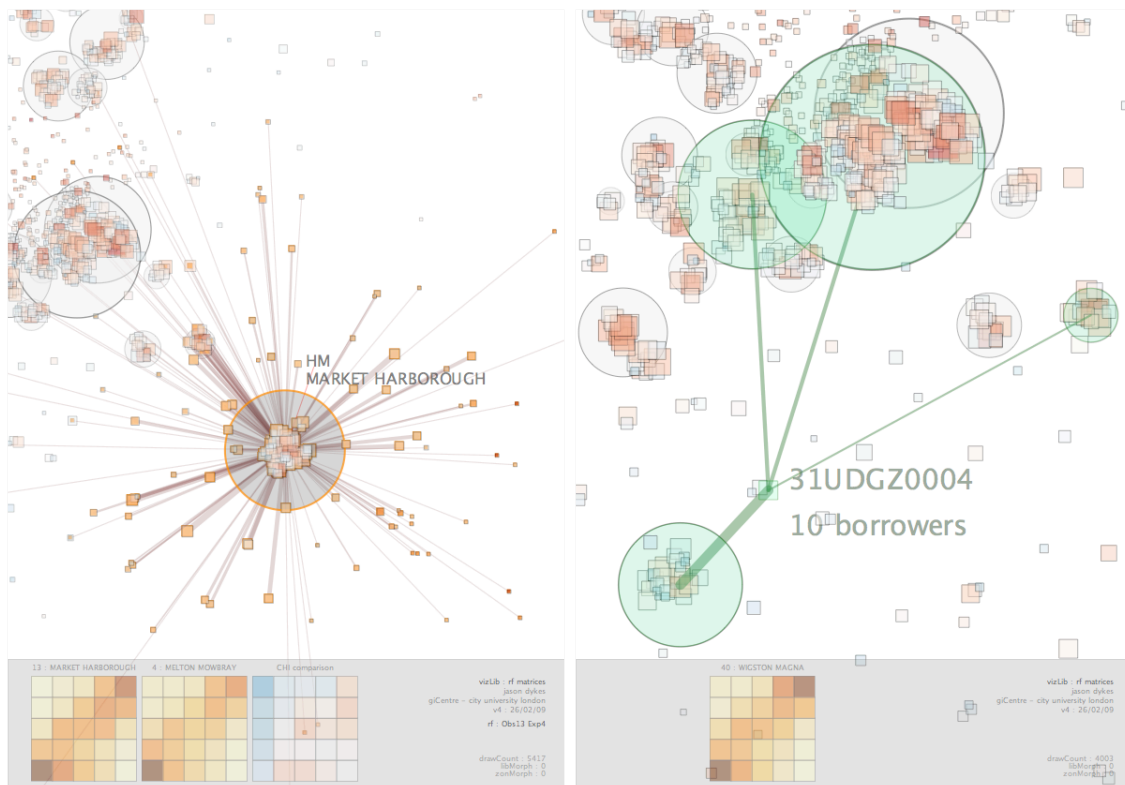 HM
MARKET HARBOROUGH
13 : MARKET HARBOROUGH
4 : MELTON MOWBRAY
CHI comparison
vizLib : rf matrices
jason dykes
giCentre - city university london
v4 : 26/02/09
rf : Obs13 Exp4
drawCount : 5417
libMorph : 0
eonMorph : 0
31UDGZ0004
10 borrowers
40 : WIGSTON MAGNA
vizLib : rf matrices
jason dykes
giCentre - city university london
v4 : 26/02/09
drawCount : 4003
libMorph : 0
eonMorph : 0